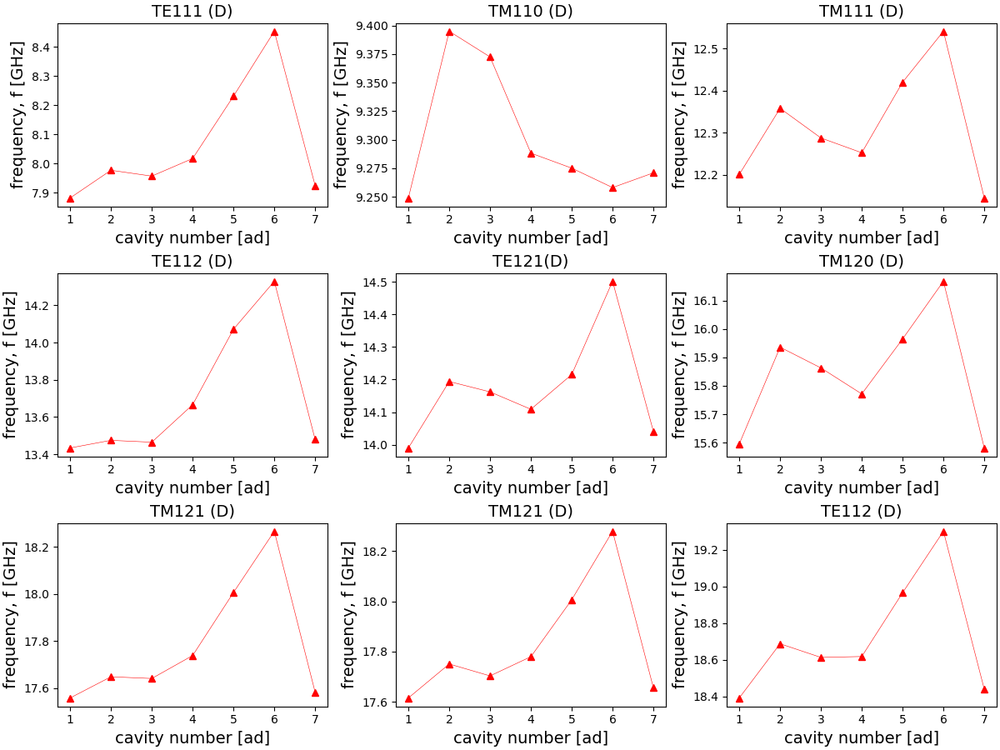 TE111 (D)
frequency, f [GHz]
8.4
8.3
8.2
8.1
8.0
7.9
1 2 3 4 5 6 7
cavity number [ad]
TM110 (D)
frequency, f [GHz]
9.400
9.375
9.350
9.325
9.300
9.275
9.250
1 2 3 4 5 6 7
cavity number [ad]
TM111 (D)
frequency, f [GHz]
12.5
12.4
12.3
12.2
1 2 3 4 5 6 7
cavity number [ad]
TE112 (D)
frequency, f [GHz]
14.2
14.0
13.8
13.6
13.4
1 2 3 4 5 6 7
cavity number [ad]
TE121(D)
frequency, f [GHz]
14.5
14.4
14.3
14.2
14.1
14.0
1 2 3 4 5 6 7
cavity number [ad]
TM120 (D)
frequency, f [GHz]
16.1
16.0
15.9
15.8
15.7
15.6
1 2 3 4 5 6 7
cavity number [ad]
TM121 (D)
frequency, f [GHz]
18.2
18.0
17.8
17.6
1 2 3 4 5 6 7
cavity number [ad]
TM121 (D)
frequency, f [GHz]
18.2
18.0
17.8
17.6
1 2 3 4 5 6 7
cavity number [ad]
TE112 (D)
frequency, f [GHz]
19.2
19.0
18.8
18.6
18.4
1 2 3 4 5 6 7
cavity number [ad]